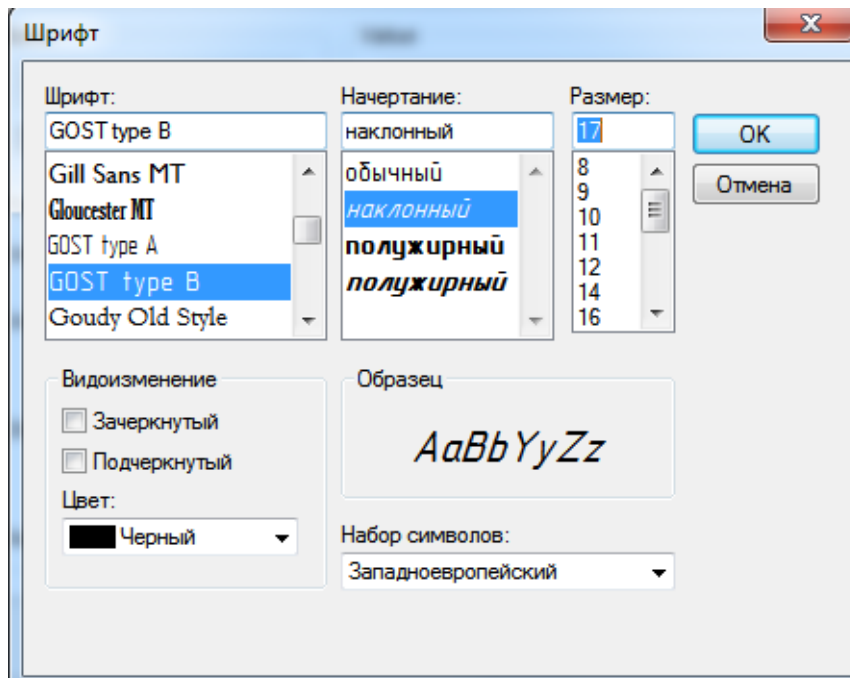 Шрифт
Шрифт:
GOST type B
Gill Sans MT
Gloucester MT
GOST type A
GOST type B
Goudy Old Style
Начертание:
наклонный
обычный
наклонный
полужирный
полужирный
Размер:
17
8
9
10
11
12
14
16
OK
Отмена
Видоизменение
Зачеркнутый
Подчеркнутый
Цвет:
Черный
Образец
AaBbYyZz
Набор символов:
Западноевропейский